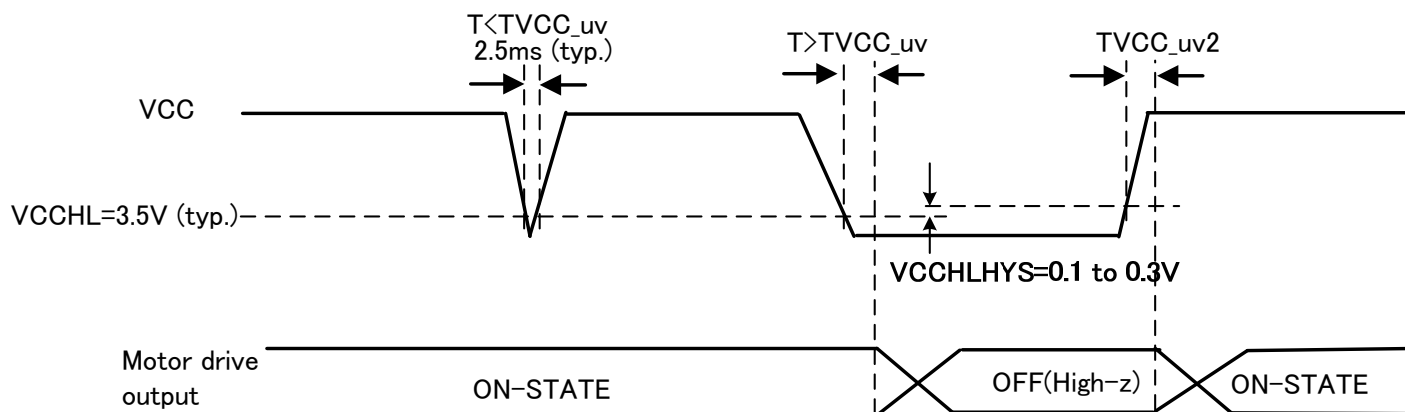 T<TVCC_uv
2.5ms (typ.)
T>TVCC_uv
TVCC_uv2
VCC
VCCHL=3.5V (typ.)
VCCHLHYS=0.1 to 0.3V
Motor drive
output
ON-STATE
OFF(High-z)
ON-STATE